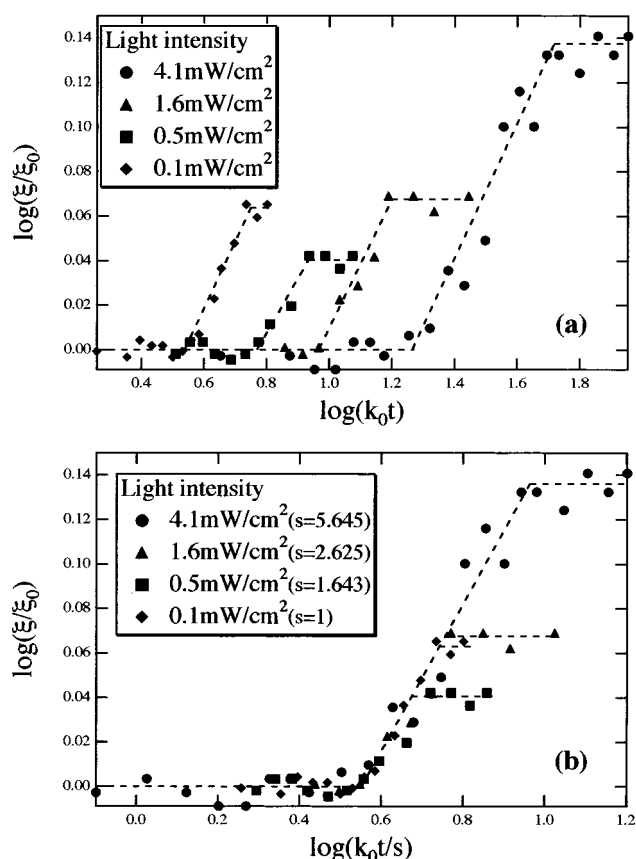 0.14
0.12
0.10
0.08
0.06
0.04
0.02
0.00
log(ξ/ξ₀)
Light intensity
● 4.1mW/cm²
▲ 1.6mW/cm²
■ 0.5mW/cm²
◆ 0.1mW/cm²
(a)
0.4 0.6 0.8 1.0 1.2 1.4 1.6 1.8
log(k₀t)
0.14
0.12
0.10
0.08
0.06
0.04
0.02
0.00
log(ξ/ξ₀)
Light intensity
● 4.1mW/cm²(s=5.645)
▲ 1.6mW/cm²(s=2.625)
■ 0.5mW/cm²(s=1.643)
◆ 0.1mW/cm²(s=1)
(b)
0.0 0.2 0.4 0.6 0.8 1.0 1.2
log(k₀t/s)